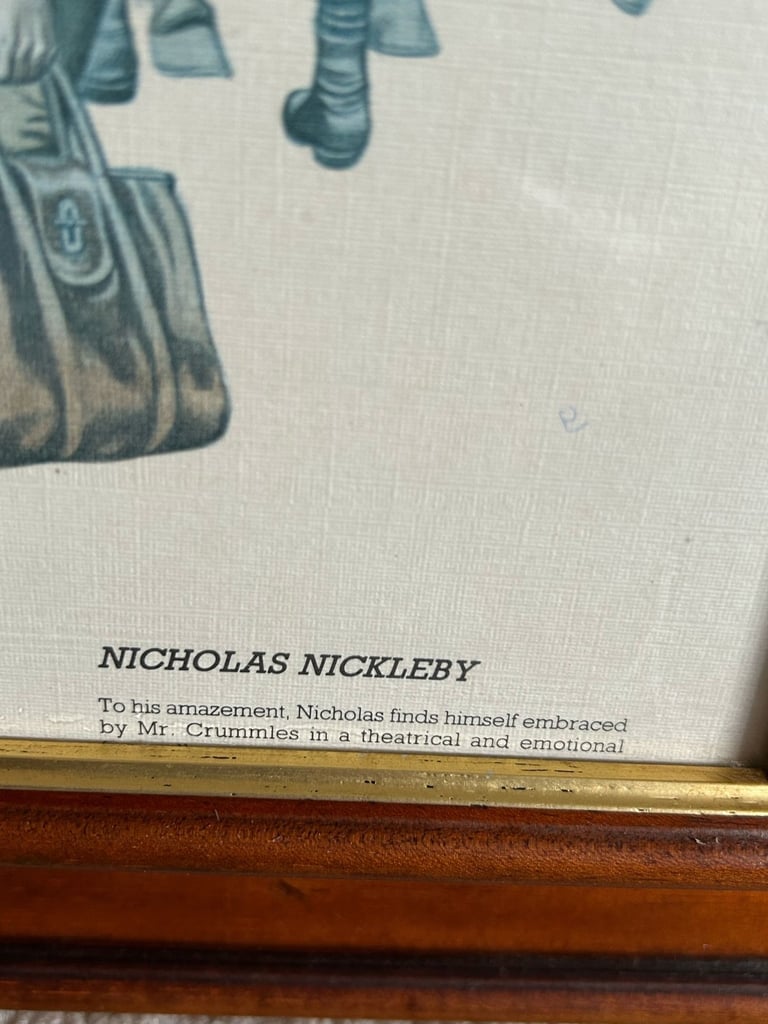 NICHOLAS NICKLEBY
To his amazement, Nicholas finds himself embraced
by Mr. Crummles in a theatrical and emotional